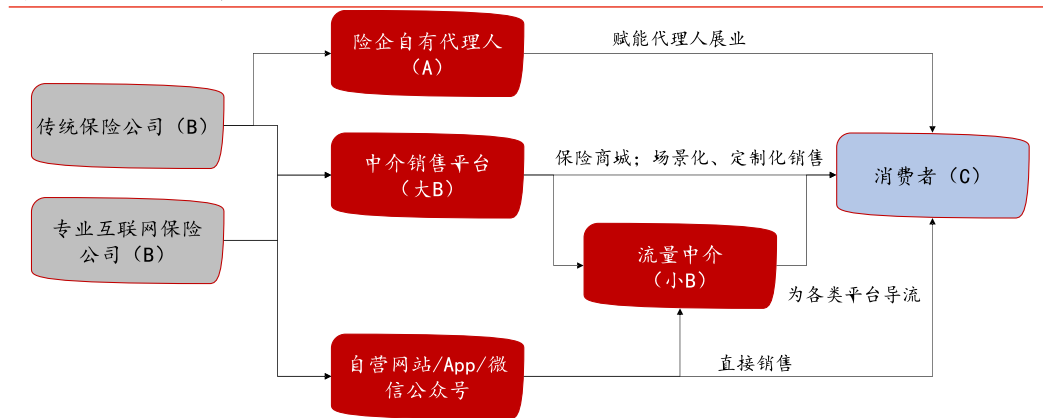 险企自有代理人
（A）
赋能代理人展业
传统保险公司（B）
中介销售平台
（大B）
保险商城；场景化、定制化销售
消费者（C）
专业互联网保险
公司（B）
流量中介
（小B）
为各类平台导流
自营网站/App/微
信公众号
直接销售